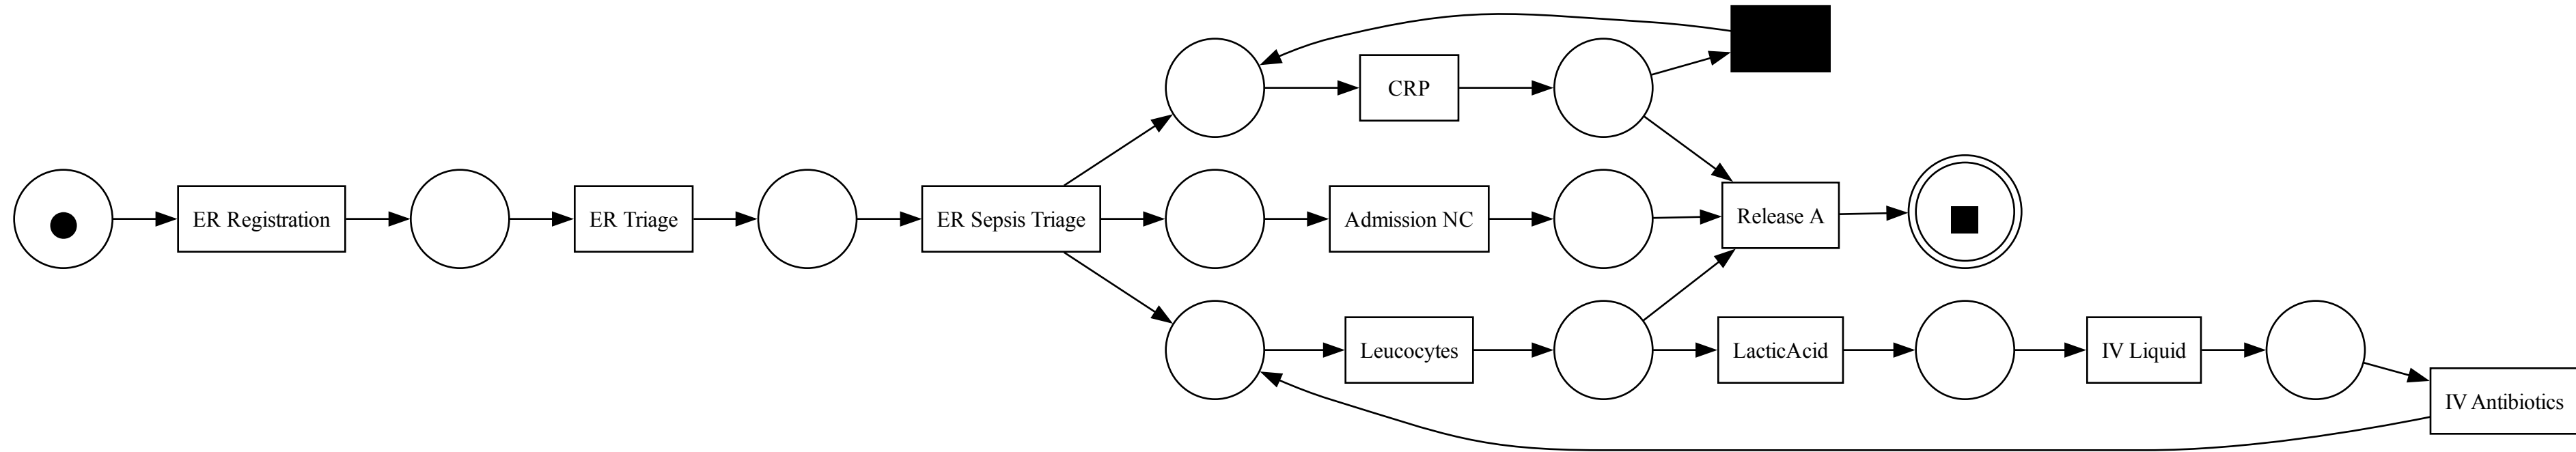 CRP
ER Registration
ER Triage
ER Sepsis Triage
Admission NC
Release A
Leucocytes
LacticAcid
IV Liquid
IV Antibiotics